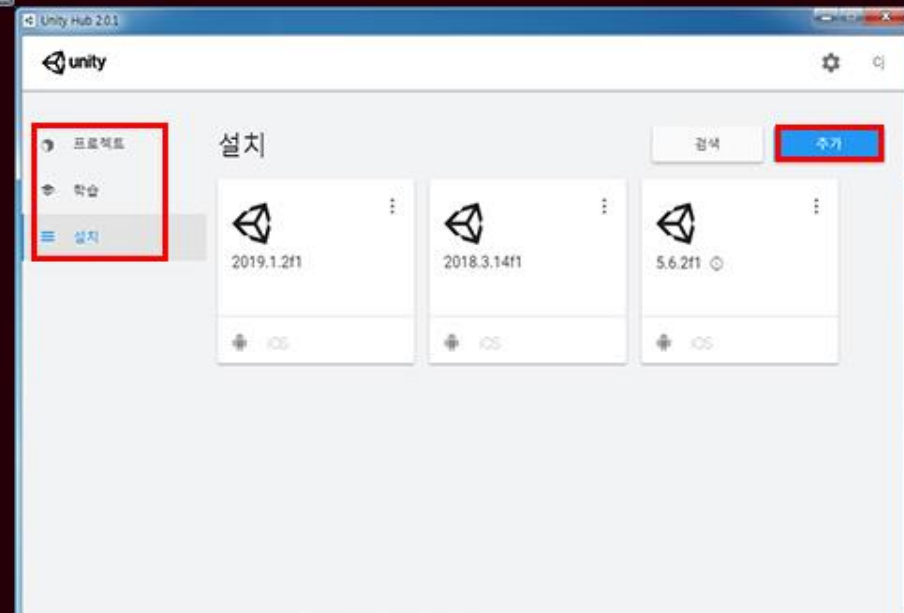 Unity Hub 2.0.1
unity
프로젝트
학습
설치
설치
검색
추가
2019.1.2f1
2018.3.14f1
5.6.2f1
iOS
iOS
iOS